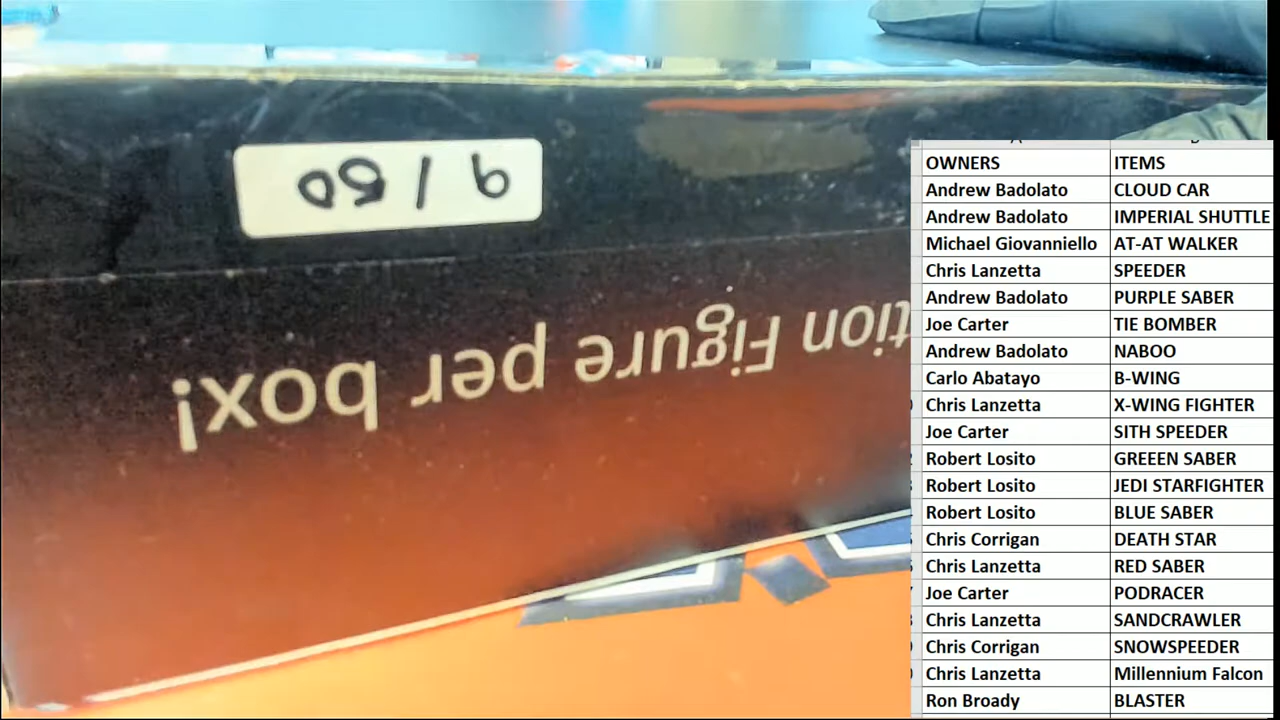 9/50
tion Figure per box!
OWNERS ITEMS
Andrew Badolato CLOUD CAR
Andrew Badolato IMPERIAL SHUTTLE
Michael Giovanniello AT-AT WALKER
Chris Lanzetta SPEEDER
Andrew Badolato PURPLE SABER
Joe Carter TIE BOMBER
Andrew Badolato NABOO
Carlo Abatayo B-WING
Chris Lanzetta X-WING FIGHTER
Joe Carter SITH SPEEDER
Robert Losito GREEEN SABER
Robert Losito JEDI STARFIGHTER
Robert Losito BLUE SABER
Chris Corrigan DEATH STAR
Chris Lanzetta RED SABER
Joe Carter PODRACER
Chris Lanzetta SANDCRAWLER
Chris Corrigan SNOWSPEEDER
Chris Lanzetta Millennium Falcon
Ron Broady BLASTER